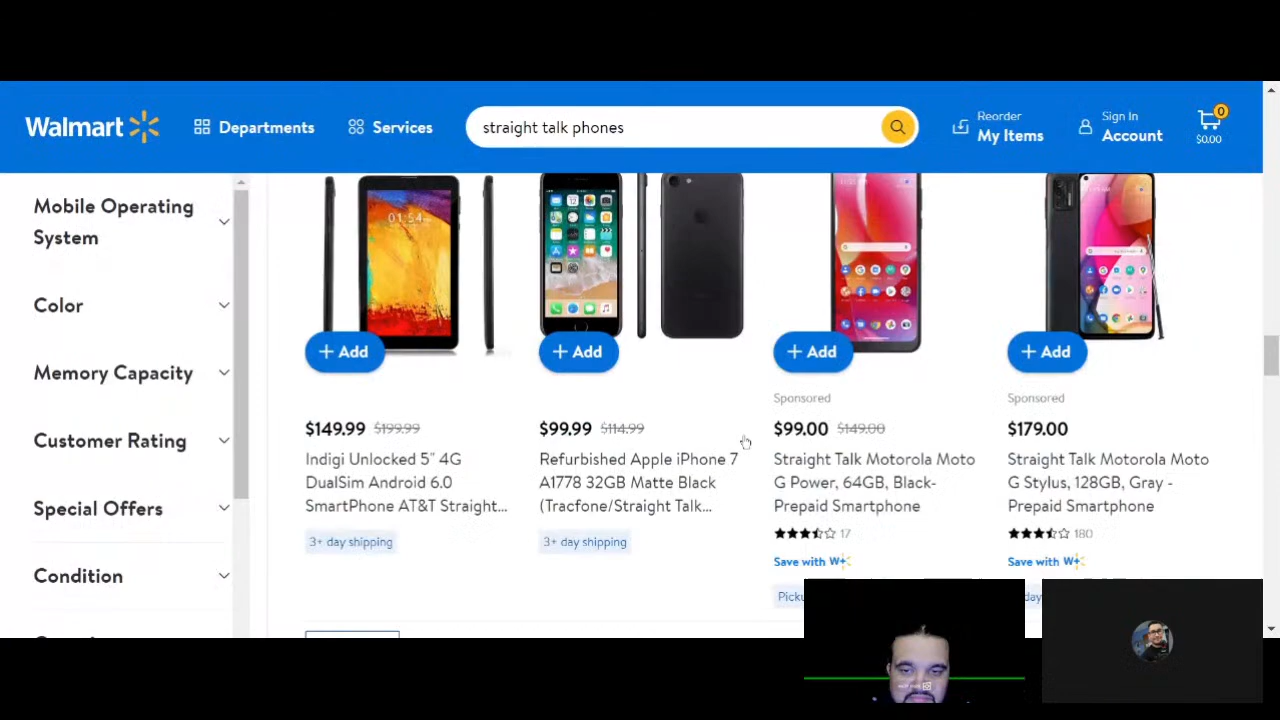 Walmart
Departments
Services
straight talk phones
Reorder
My Items
Sign In
Account
0
$0.00
Mobile Operating
System
Color
Memory Capacity
Customer Rating
Special Offers
Condition
01:54
+ Add
$149.99 $199.99
Indigi Unlocked 5" 4G
DualSim Android 6.0
SmartPhone AT&T Straight...
3+ day shipping
+ Add
$99.99 $114.99
Refurbished Apple iPhone 7
A1778 32GB Matte Black
(Tracfone/Straight Talk...
3+ day shipping
+ Add
Sponsored
$99.00 $149.00
Straight Talk Motorola Moto
G Power, 64GB, Black-
Prepaid Smartphone
17
Save with W+
+ Add
Sponsored
$179.00
Straight Talk Motorola Moto
G Stylus, 128GB, Gray -
Prepaid Smartphone
180
Save with W+